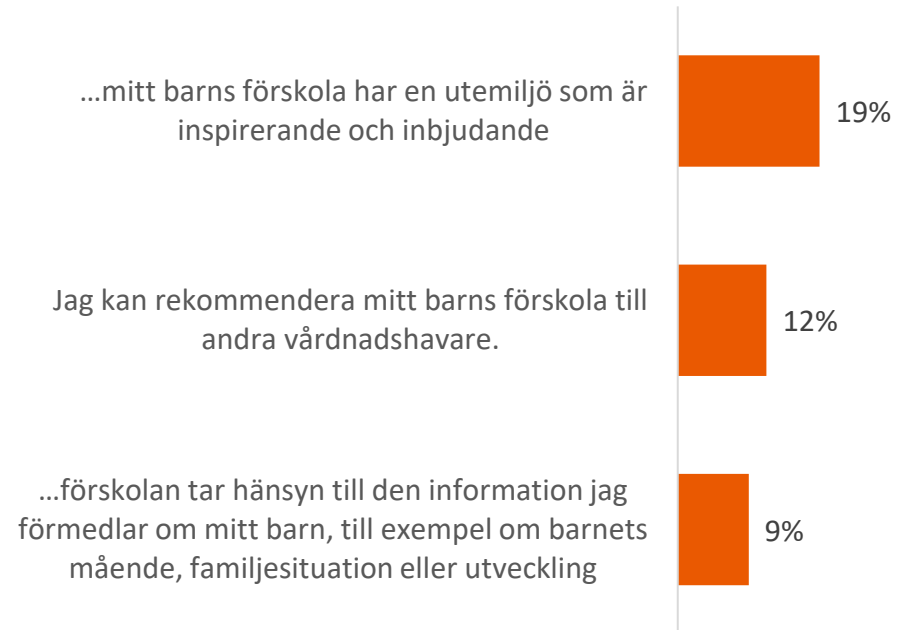 …mitt barns förskola har en utemiljö som är
inspirerande och inbjudande
19%
Jag kan rekommendera mitt barns förskola till
andra vårdnadshavare.
12%
…förskolan tar hänsyn till den information jag
förmedlar om mitt barn, till exempel om barnets
mående, familjesituation eller utveckling
9%